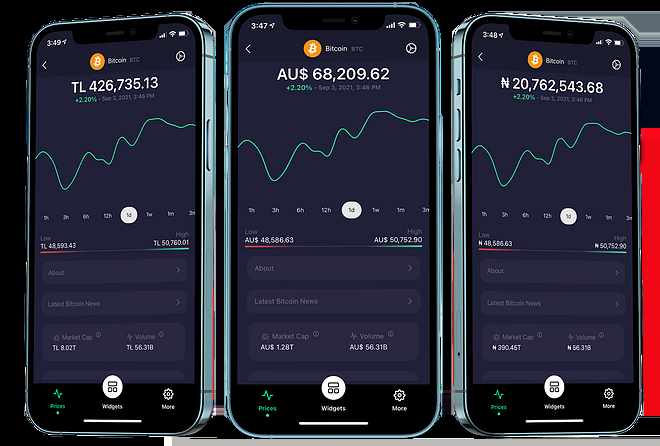 3:49
Bitcoin BTC
TL 426,735.13
+2.20% • Sep 3, 2021, 3:46 PM
1h 3h 6h 12h 1d 1w 1m 3m
Low High
TL 48,593.43 TL 50,760.01
About
Latest Bitcoin News
Market Cap Volume
TL 8.02T TL 56.31B
Prices Widgets More
3:47
Bitcoin BTC
AU$ 68,209.62
+2.20% • Sep 3, 2021, 3:46 PM
1h 3h 6h 12h 1d 1w 1m 3m
Low High
AU$ 48,586.63 AU$ 50,752.90
About
Latest Bitcoin News
Market Cap Volume
AU$ 1.28T AU$ 56.31B
Prices Widgets More
3:48
Bitcoin BTC
₦ 20,762,543.68
+2.20% • Sep 3, 2021, 3:46 PM
1h 3h 6h 12h 1d 1w 1m 3m
Low High
₦ 48,586.63 ₦ 50,752.90
About
Latest Bitcoin News
Market Cap Volume
₦ 390.45T ₦ 56.31B
Prices Widgets More